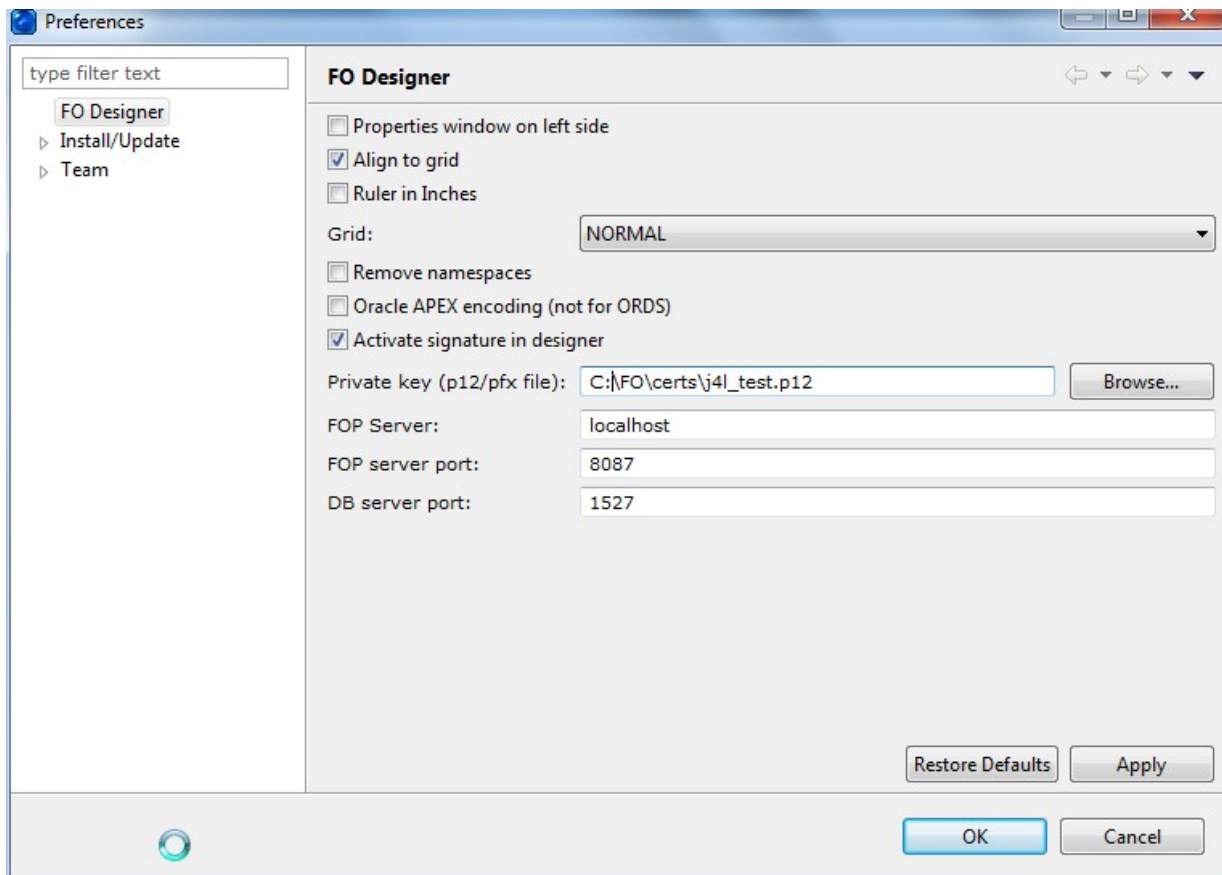 Preferences
type filter text
FO Designer
Install/Update
Team
FO Designer
Properties window on left side
Align to grid
Ruler in Inches
Grid: NORMAL
Remove namespaces
Oracle APEX encoding (not for ORDS)
Activate signature in designer
Private key (p12/pfx file): C:\FO\certs\j4l_test.p12 Browse...
FOP Server: localhost
FOP server port: 8087
DB server port: 1527
Restore Defaults Apply
OK Cancel